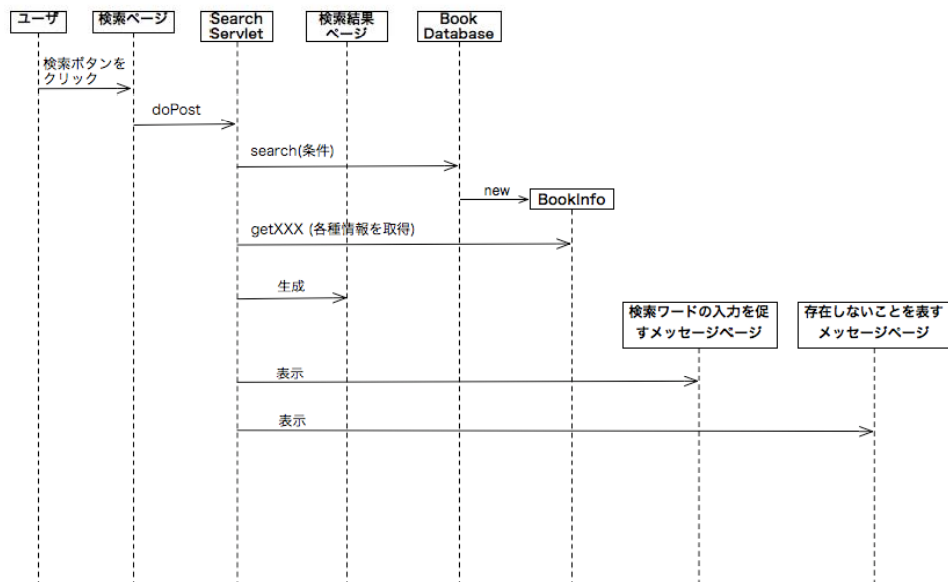 ユーザ
検索ページ
Search
Servlet
検索結果
ページ
Book
Database
検索ボタンを
クリック
doPost
search(条件)
new
BookInfo
getXXX (各種情報を取得)
生成
検索ワードの入力を促
すメッセージページ
存在しないことを表す
メッセージページ
表示
表示